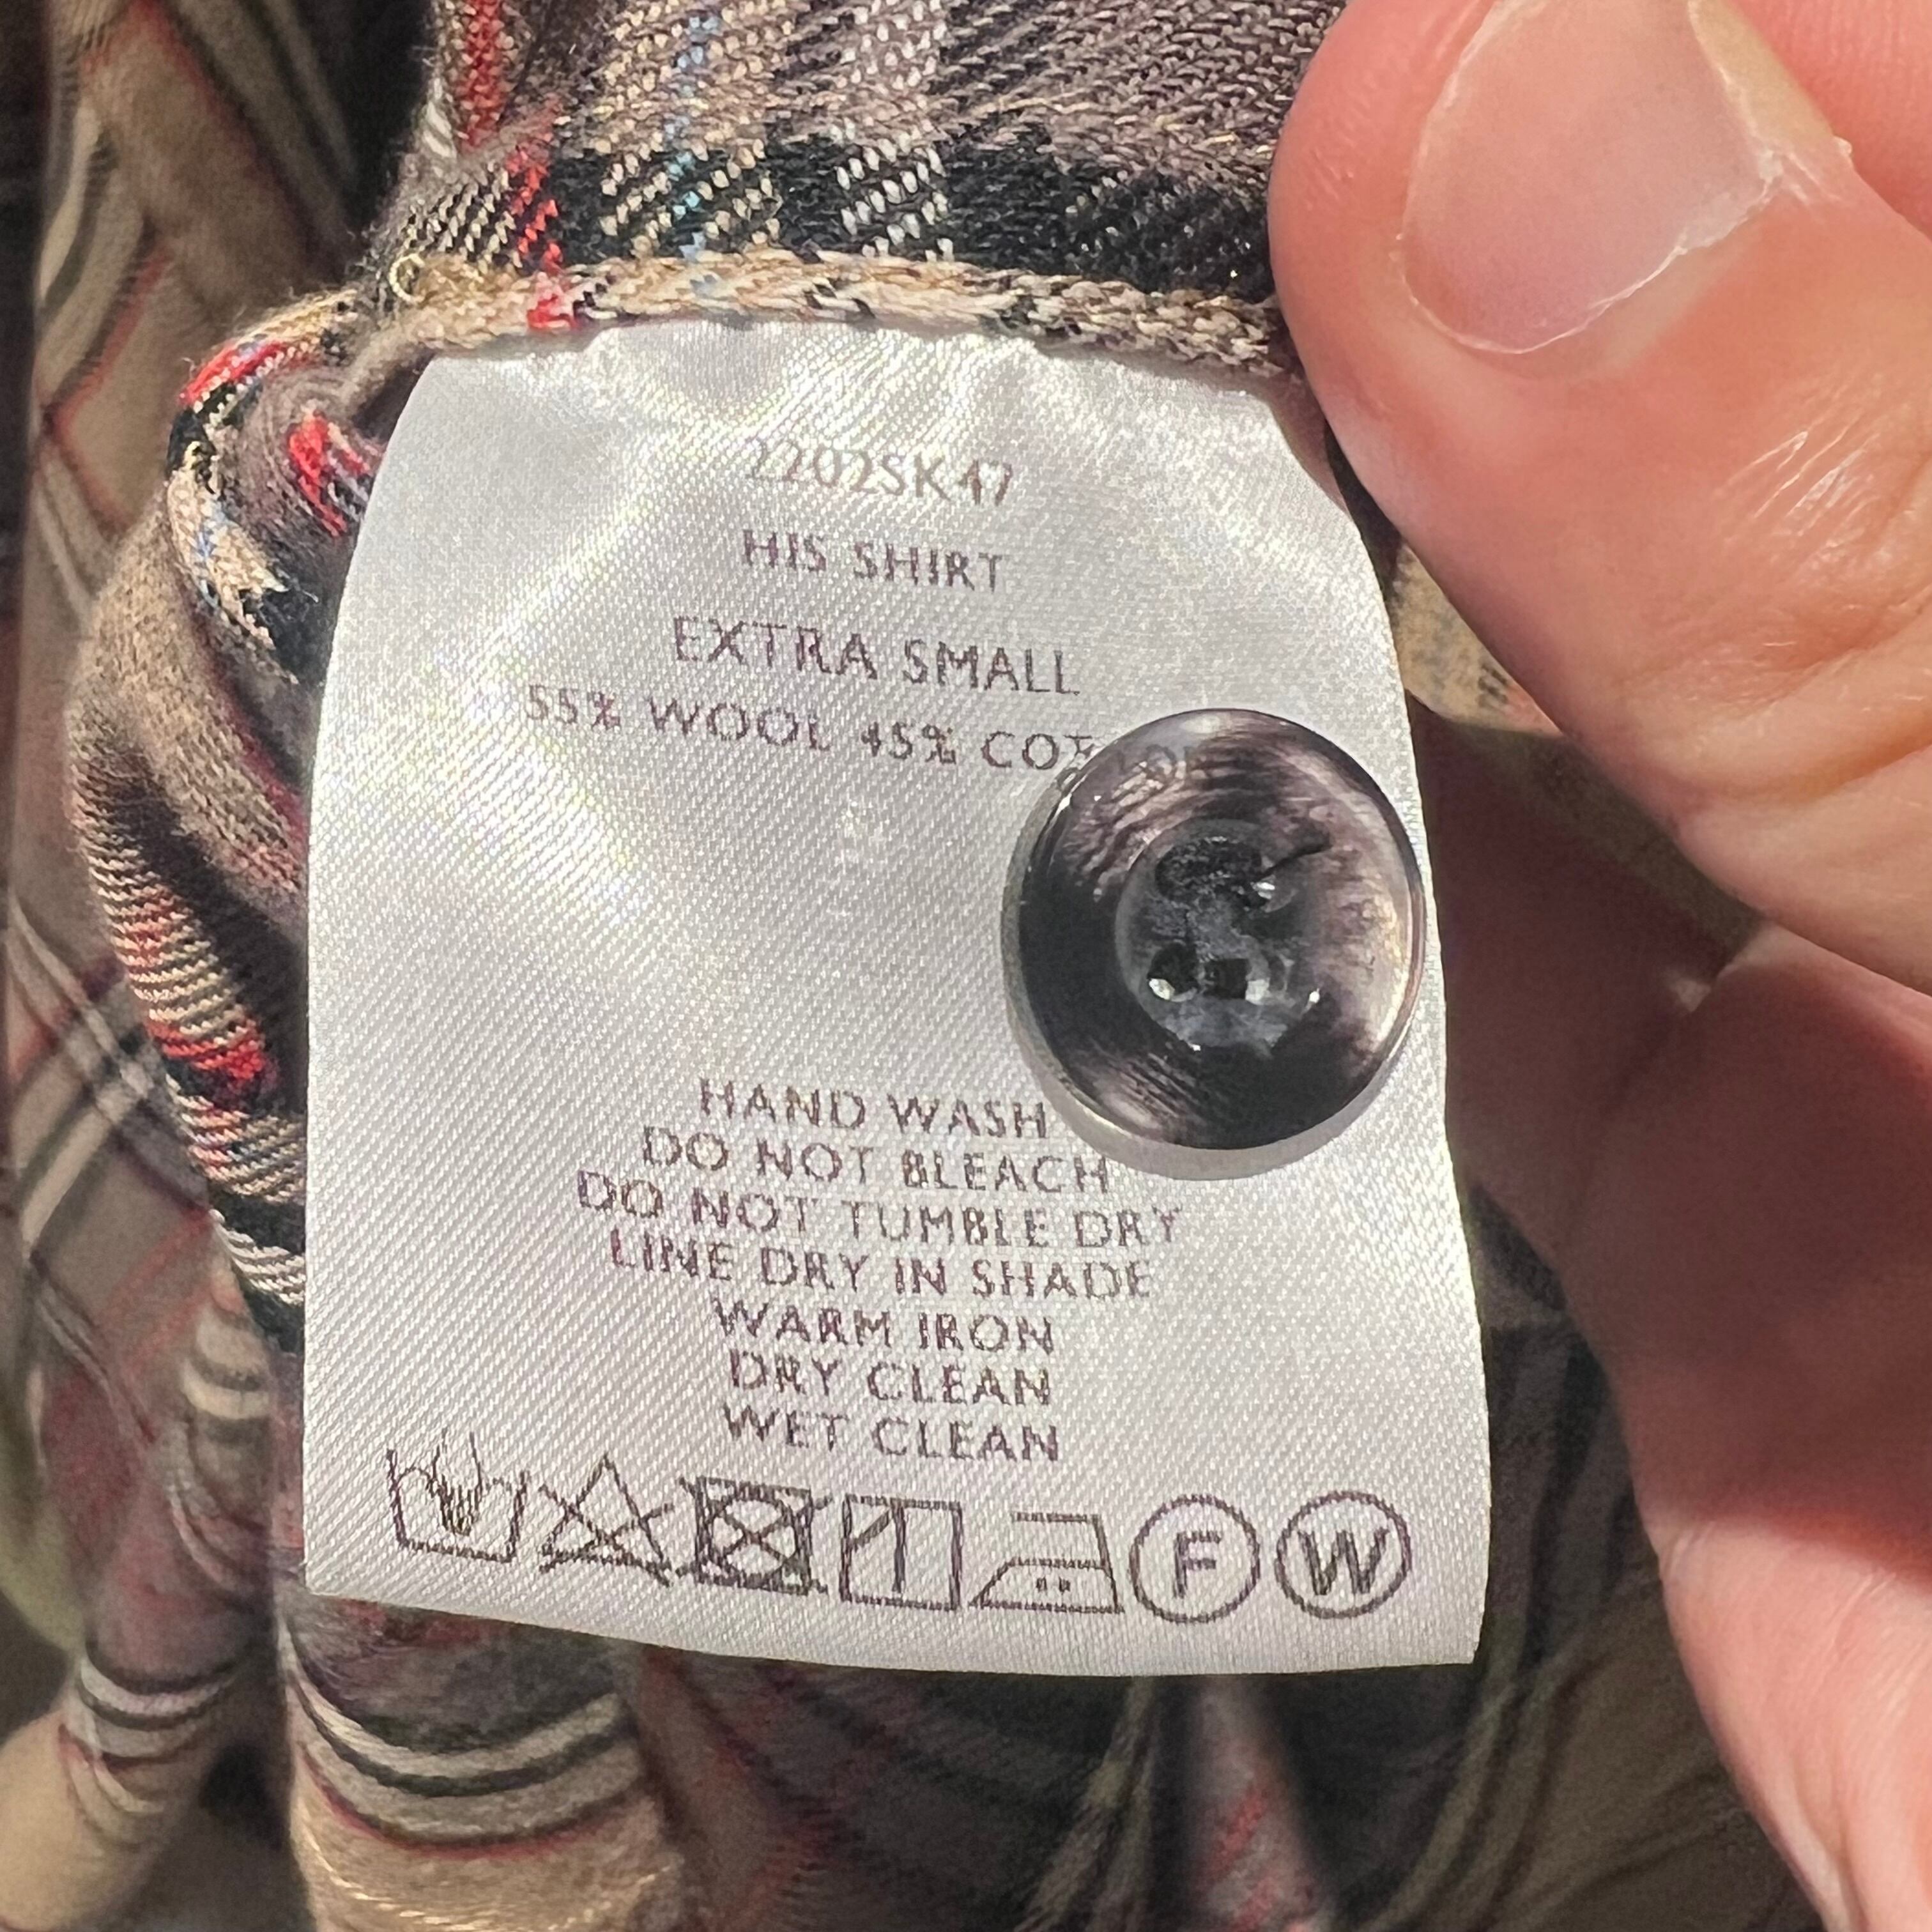 2202SK47
HIS SHIRT
EXTRA SMALL
55% WOOL 45% COTTON
HAND WASH
DO NOT BLEACH
DO NOT TUMBLE DRY
LINE DRY IN SHADE
WARM IRON
DRY CLEAN
WET CLEAN
F W